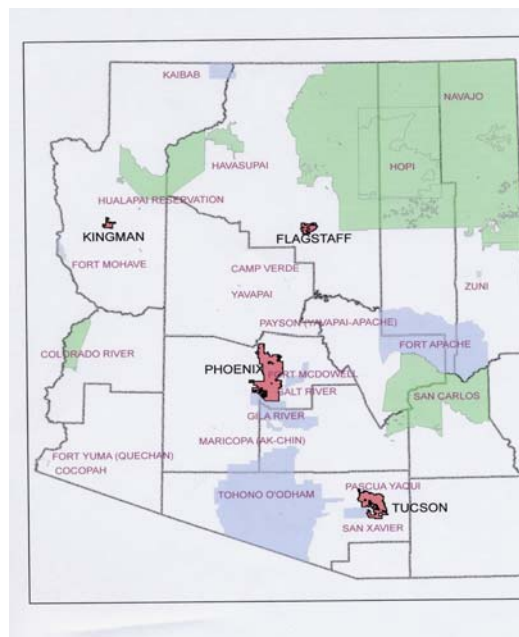 KAIBAB
NAVAJO
HAVASUPAI
HOPI
HUALAPAI RESERVATION
KINGMAN
FLAGSTAFF
FORT MOHAVE
CAMP VERDE
ZUNI
YAVAPAI
PAYSON (YAVAPAI-APACHE)
FORT APACHE
COLORADO RIVER
PHOENIX
FORT MCDOWELL
SALT RIVER
SAN CARLOS
GILA RIVER
MARICOPA (AK-CHIN)
FORT YUMA (QUECHAN)
COCOPAH
PASCUA YAQUI
TOHONO O'ODHAM
TUCSON
SAN XAVIER